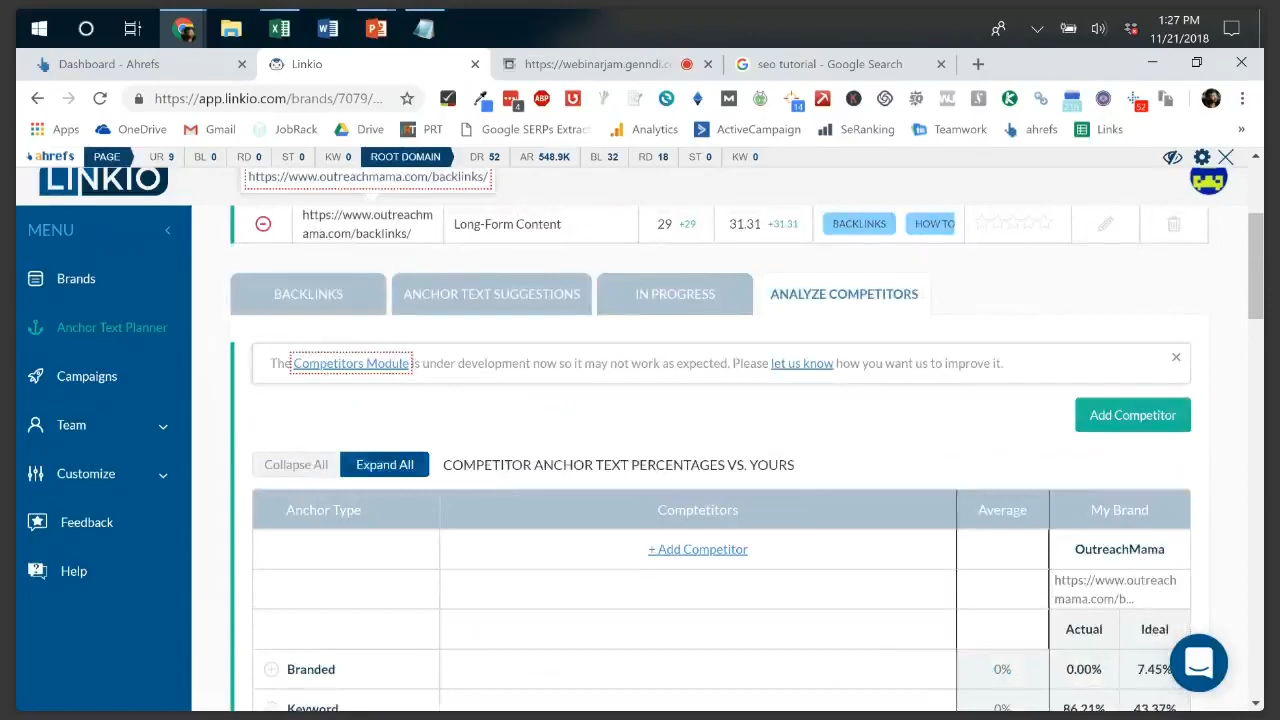 1:27 PM
11/21/2018
Dashboard - Ahrefs
Linkio
https://webinarjam.genndi.c
seo tutorial - Google Search
https://app.linkio.com/brands/7079/...
Apps
OneDrive
Gmail
JobRack
Drive
PRT
Google SERPs Extrac
Analytics
ActiveCampaign
SERanking
Teamwork
ahrefs
Links
ahrefs
PAGE
UR 9
BL 0
RD 0
ST 0
KW 0
ROOT DOMAIN
DR 52
AR 548.9K
BL 32
RD 18
ST 0
KW 0
LINKIO
https://www.outreachmama.com/backlinks/
https://www.outreachm
ama.com/backlinks/
Long-Form Content
29 +29
31.31 +31.31
BACKLINKS
HOW TO
MENU
Brands
Anchor Text Planner
Campaigns
Team
Customize
Feedback
Help
BACKLINKS
ANCHOR TEXT SUGGESTIONS
IN PROGRESS
ANALYZE COMPETITORS
The Competitors Module is under development now so it may not work as expected. Please let us know how you want us to improve it.
Add Competitor
Collapse All
Expand All
COMPETITOR ANCHOR TEXT PERCENTAGES VS. YOURS
Anchor Type
Comptetitors
Average
My Brand
+ Add Competitor
OutreachMama
https://www.outreach
mama.com/b...
Actual
Ideal
Branded
0%
0.00%
7.45%
Keyword
0%
86.21%
43.37%